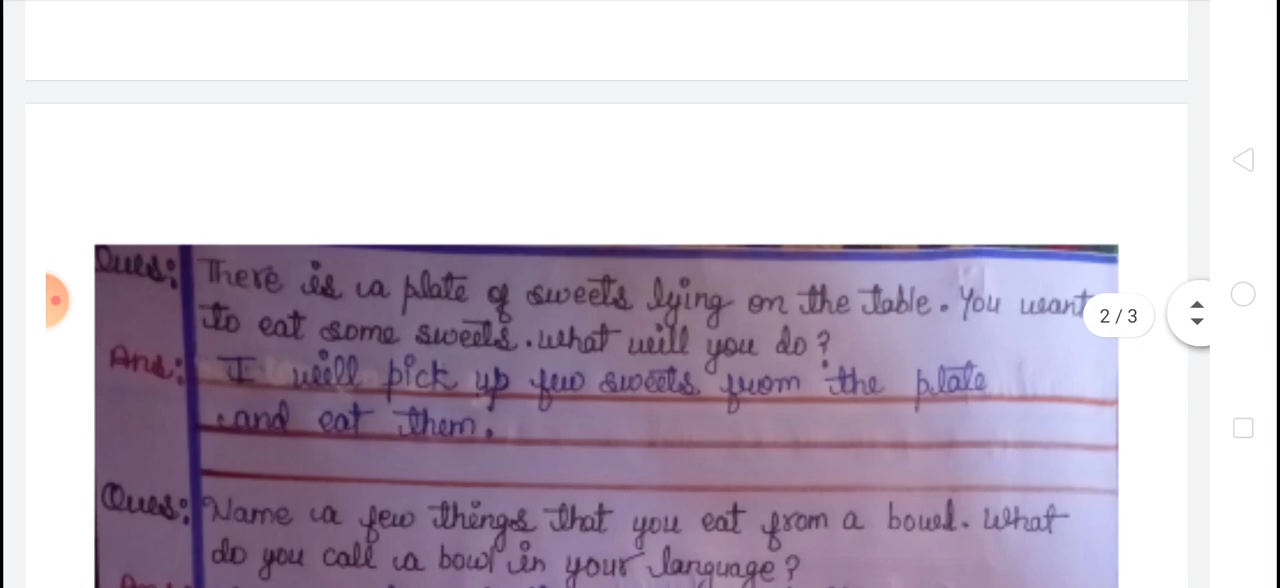 Ques: There is a plate of sweets lying on the table. You want
to eat some sweets. what will you do?
Ans: I will pick up few sweets from the plate
and eat them.
2 / 3
Ques: Name a few things that you eat from a bowl. What
do you call a bowl in your language?